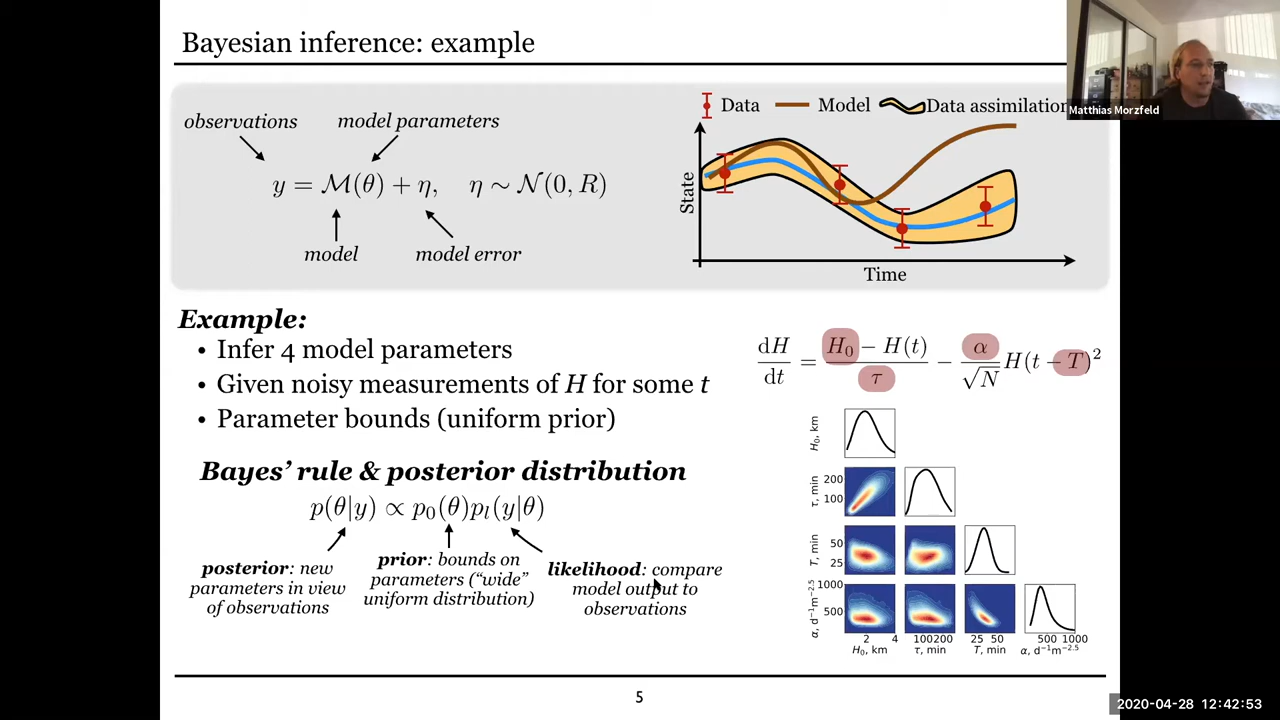 Bayesian inference: example
Matthias Morzfeld
observations
model parameters
y = M(θ) + η, η ∼ N(0, R)
model
model error
Data
Model
Data assimilation
State
Time
Example:
• Infer 4 model parameters
• Given noisy measurements of H for some t
• Parameter bounds (uniform prior)
dH/dt = (H₀ − H(t))/τ − α/√N H(t − T)²
Bayes’ rule & posterior distribution
p(θ|y) ∝ p₀(θ)pₗ(y|θ)
posterior: new
parameters in view
of observations
prior: bounds on
parameters (“wide”
uniform distribution)
likelihood: compare
model output to
observations
H₀, km
τ, min
200
100
T, min
50
25
α, d⁻¹m⁻²·⁵
1000
500
2 4
100 200
25 50
500 1000
H₀, km
τ, min
T, min
α, d⁻¹m⁻²·⁵
5
2020-04-28 12:42:53